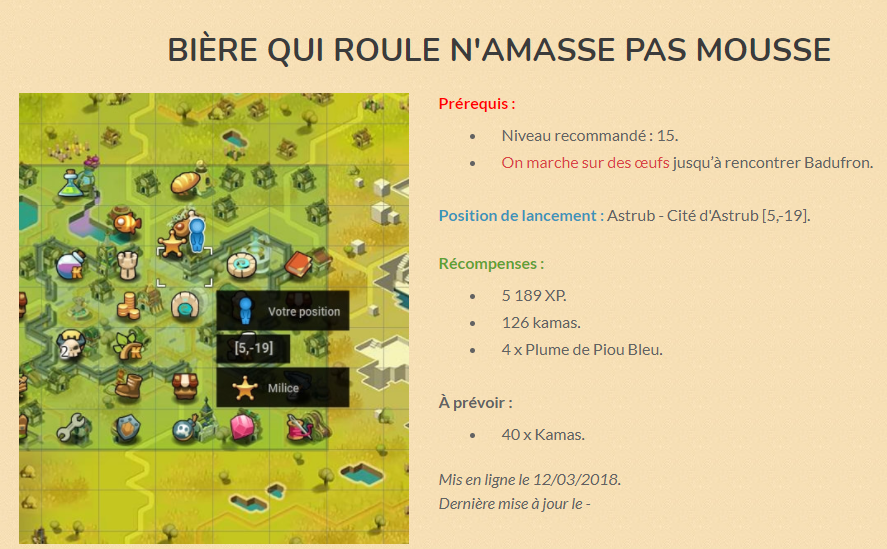 BIÈRE QUI ROULE N'AMASSE PAS MOUSSE
Prérequis :
Niveau recommandé : 15.
On marche sur des œufs jusqu'à rencontrer Badufron.
Position de lancement : Astrub - Cité d'Astrub [5,-19].
Récompenses :
5 189 XP.
126 kamas.
4 x Plume de Piou Bleu.
À prévoir :
40 x Kamas.
Mis en ligne le 12/03/2018.
Dernière mise à jour le -
Votre position
[5,-19]
Milice
2